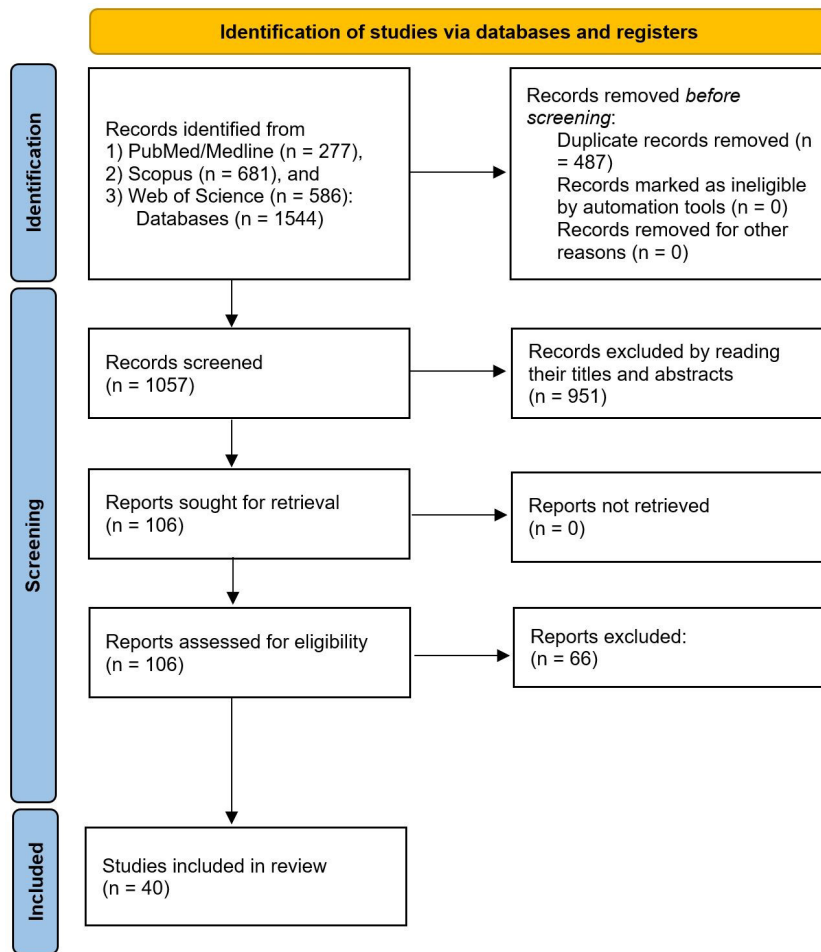 Identification of studies via databases and registers
Identification
Records identified from
1) PubMed/Medline (n = 277),
2) Scopus (n = 681), and
3) Web of Science (n = 586):
Databases (n = 1544)
Records removed before
screening:
Duplicate records removed (n
= 487)
Records marked as ineligible
by automation tools (n = 0)
Records removed for other
reasons (n = 0)
Screening
Records screened
(n = 1057)
Records excluded by reading
their titles and abstracts
(n = 951)
Reports sought for retrieval
(n = 106)
Reports not retrieved
(n = 0)
Reports assessed for eligibility
(n = 106)
Reports excluded:
(n = 66)
Included
Studies included in review
(n = 40)